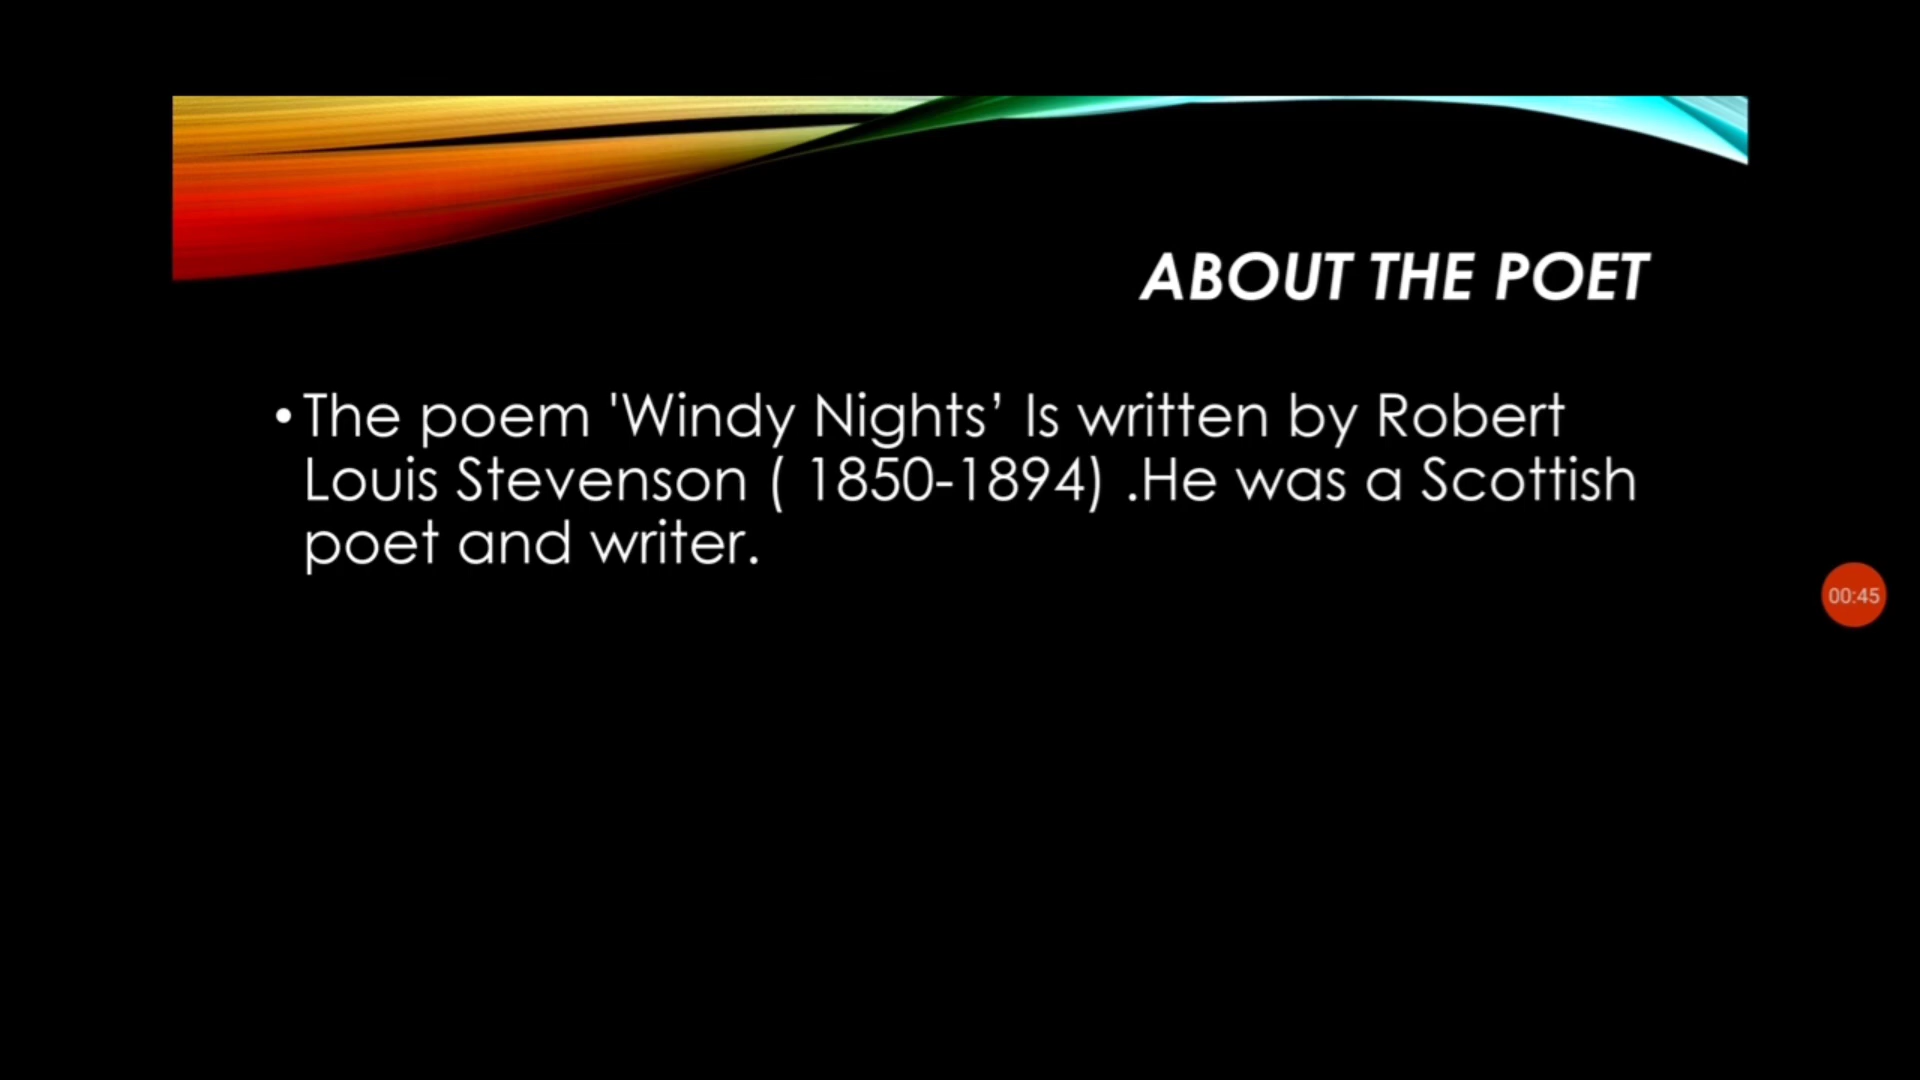 ABOUT THE POET
•The poem 'Windy Nights’ Is written by Robert
Louis Stevenson ( 1850-1894) .He was a Scottish
poet and writer.
00:45